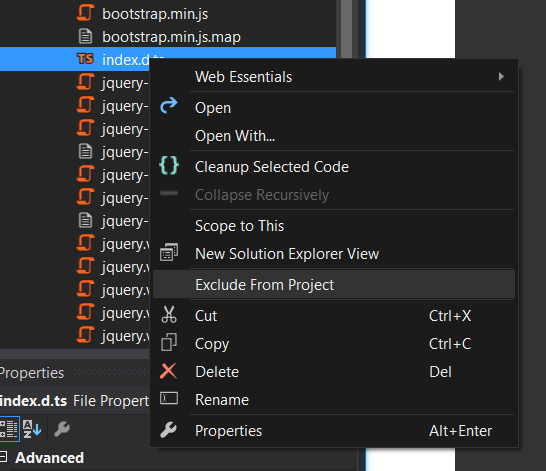 bootstrap.min.js
bootstrap.min.js.map
TS index.d.ts
jquery-
jquery-
jquery-
jquery-
jquery-
jquery-
jquery-
jquery.v
jquery.v
jquery.v
jquery.v
jquery.v
Web Essentials
Open
Open With...
Cleanup Selected Code
Collapse Recursively
Scope to This
New Solution Explorer View
Exclude From Project
Cut Ctrl+X
Copy Ctrl+C
Delete Del
Rename
Properties Alt+Enter
Properties
index.d.ts File Propert
Advanced